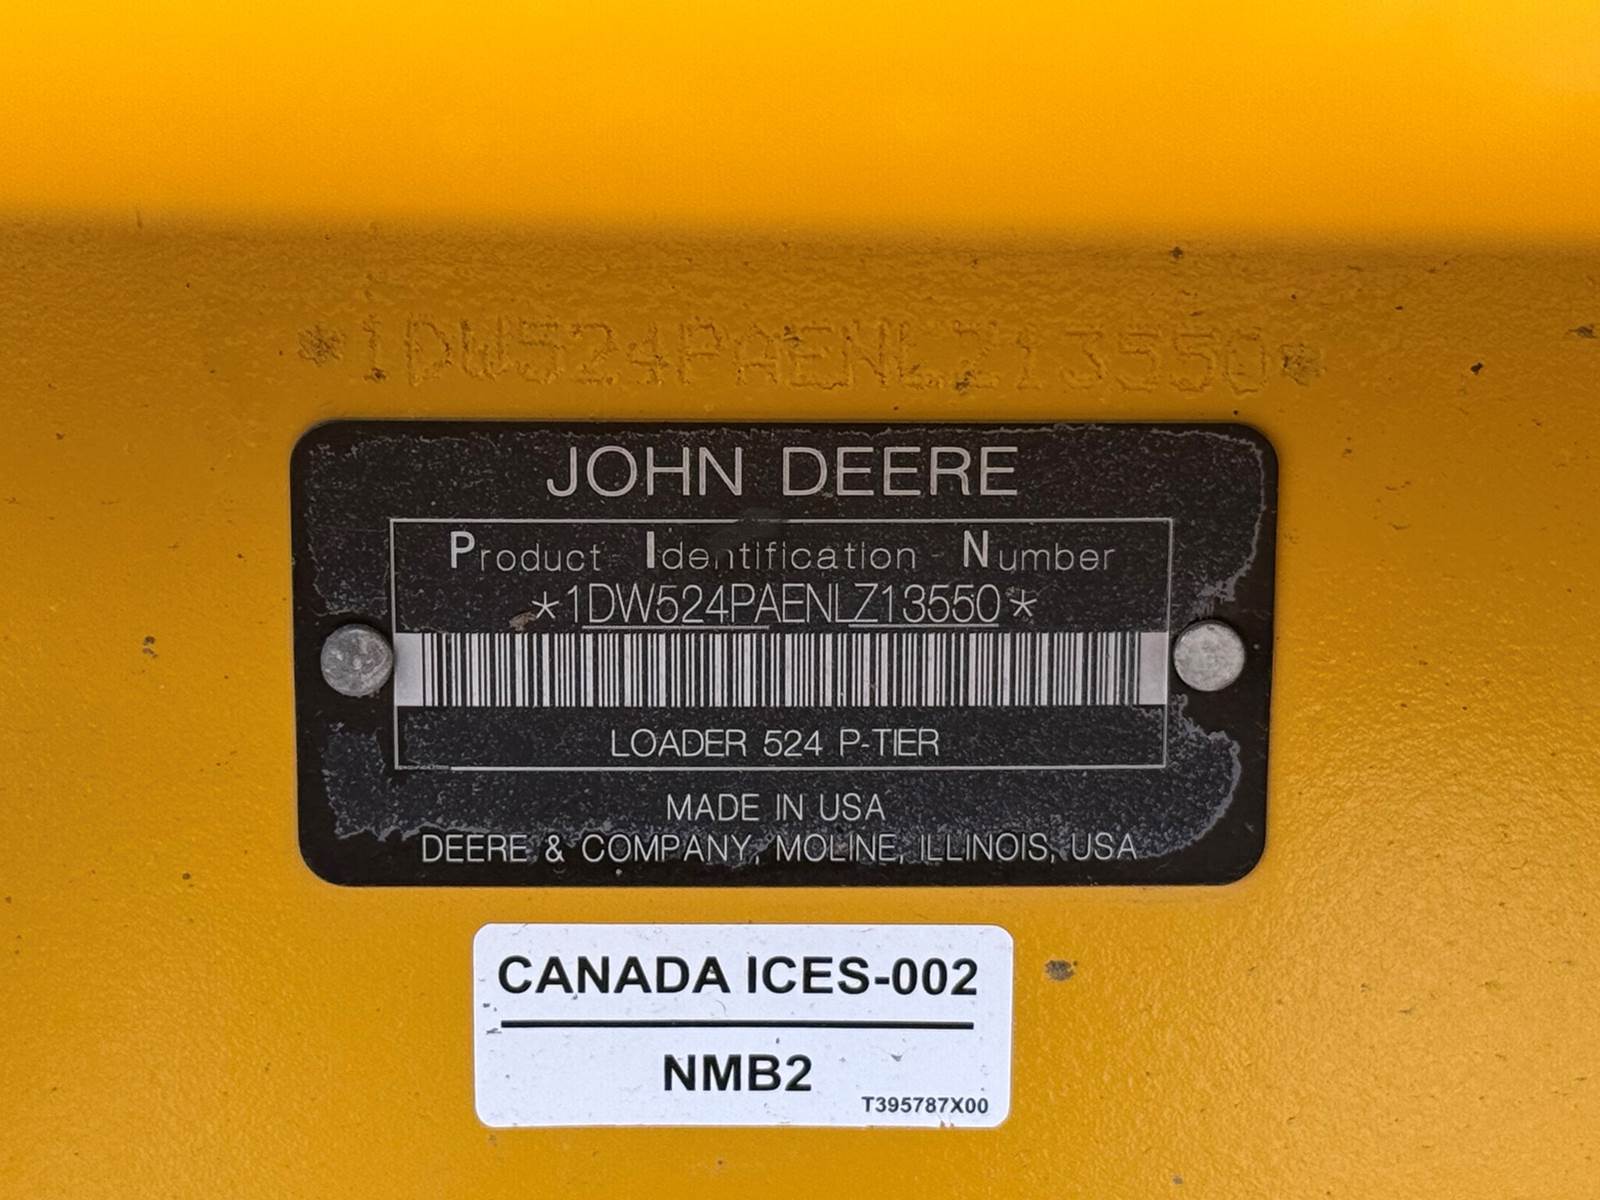 *1DW524PAENLZ13550*
JOHN DEERE
Product Identification Number
*1DW524PAENLZ13550*
LOADER 524 P-TIER
MADE IN USA
DEERE & COMPANY, MOLINE, ILLINOIS, USA
CANADA ICES-002
NMB2
T395787X00